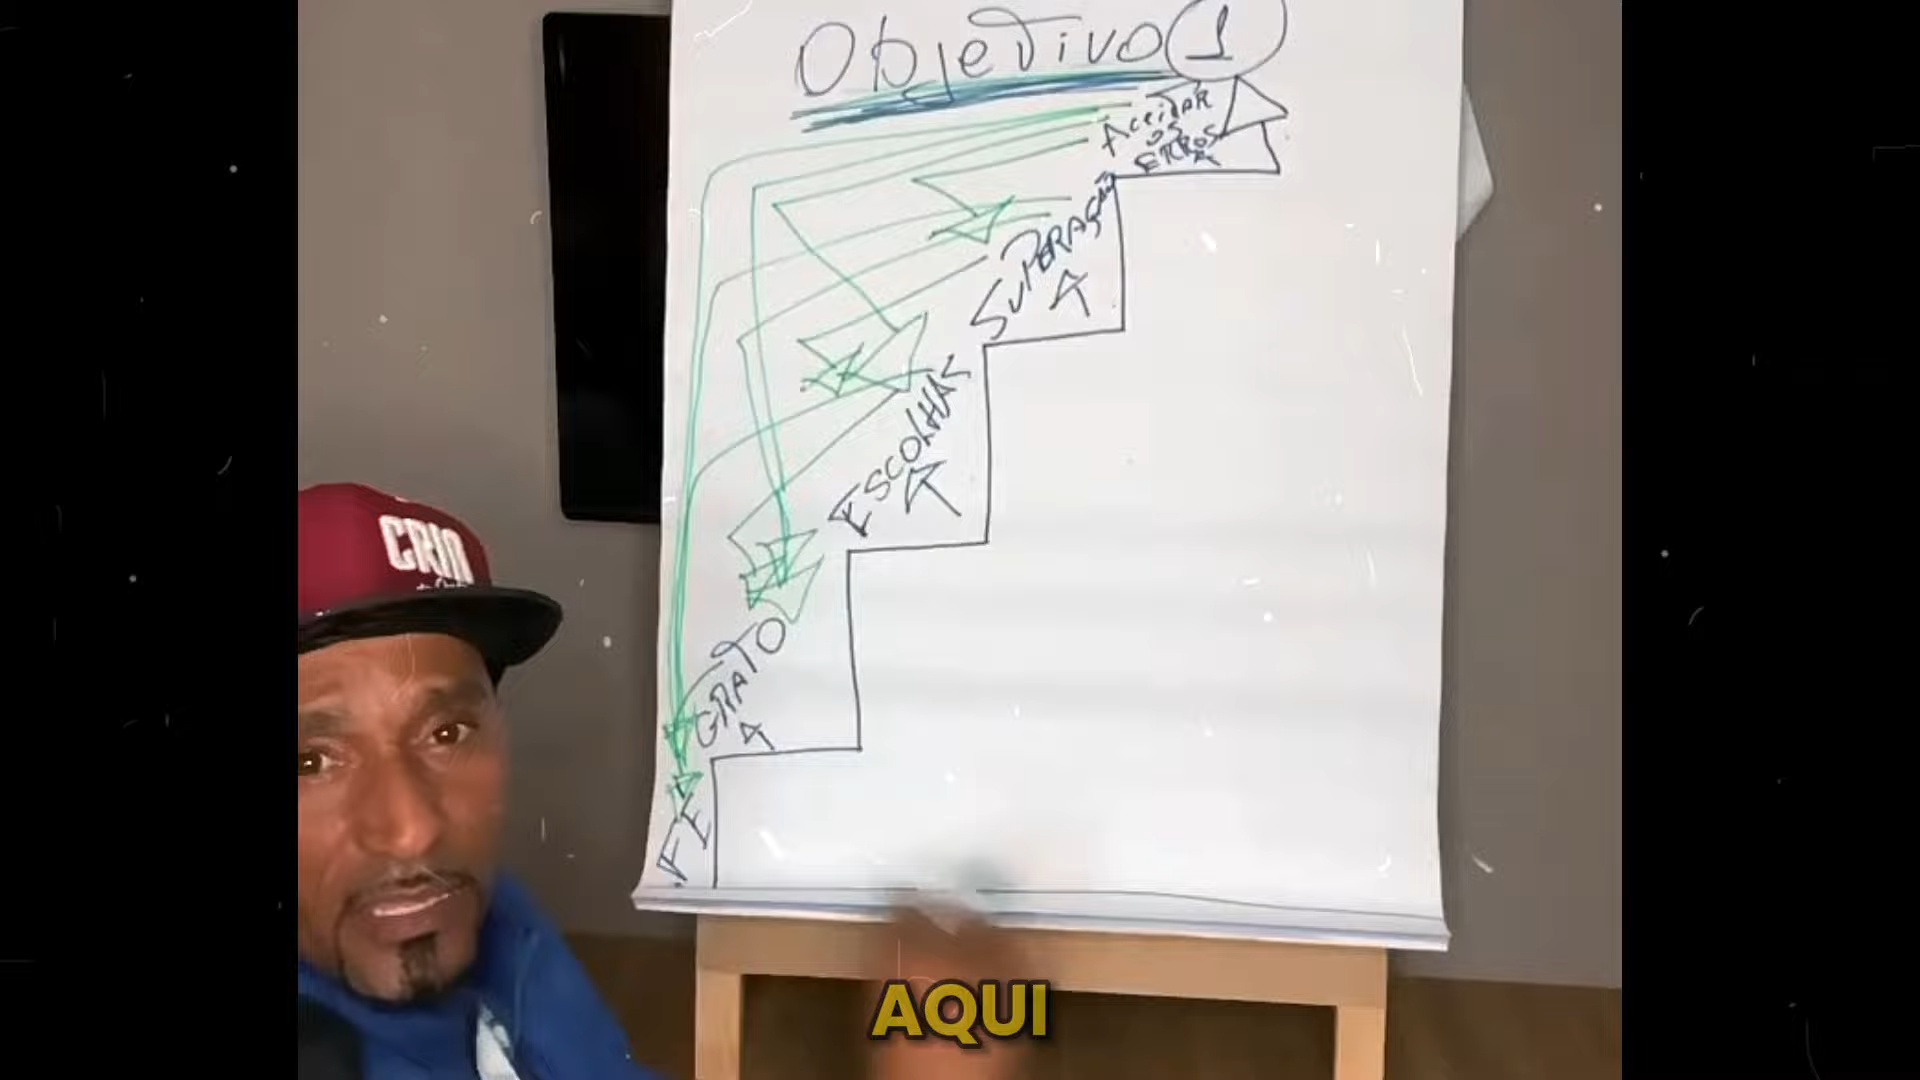 Objetivo 1
Aceitar
os
ERROS
SUPERAÇÃO
ESCOLHAS
GRATO
FÉ
CRIO
AQUI